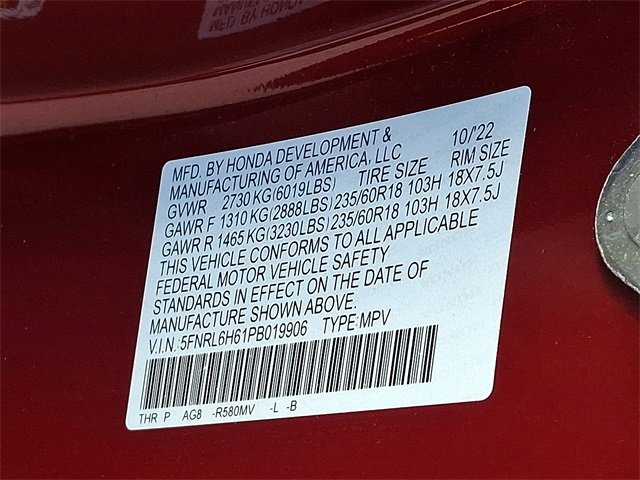 MFD. BY HONDA DEVELOPMENT & 10/'22
MANUFACTURING OF AMERICA, LLC
GVWR 2730 KG(6019LBS) TIRE SIZE RIM SIZE
GAWR F 1310 KG(2888LBS) 235/60R18 103H 18X7.5J
GAWR R 1465 KG(3230LBS) 235/60R18 103H 18X7.5J
THIS VEHICLE CONFORMS TO ALL APPLICABLE
FEDERAL MOTOR VEHICLE SAFETY
STANDARDS IN EFFECT ON THE DATE OF
MANUFACTURE SHOWN ABOVE.
V.I.N.:5FNRL6H61PB019906 TYPE:MPV
THR P AG8 -R580MV -L -B